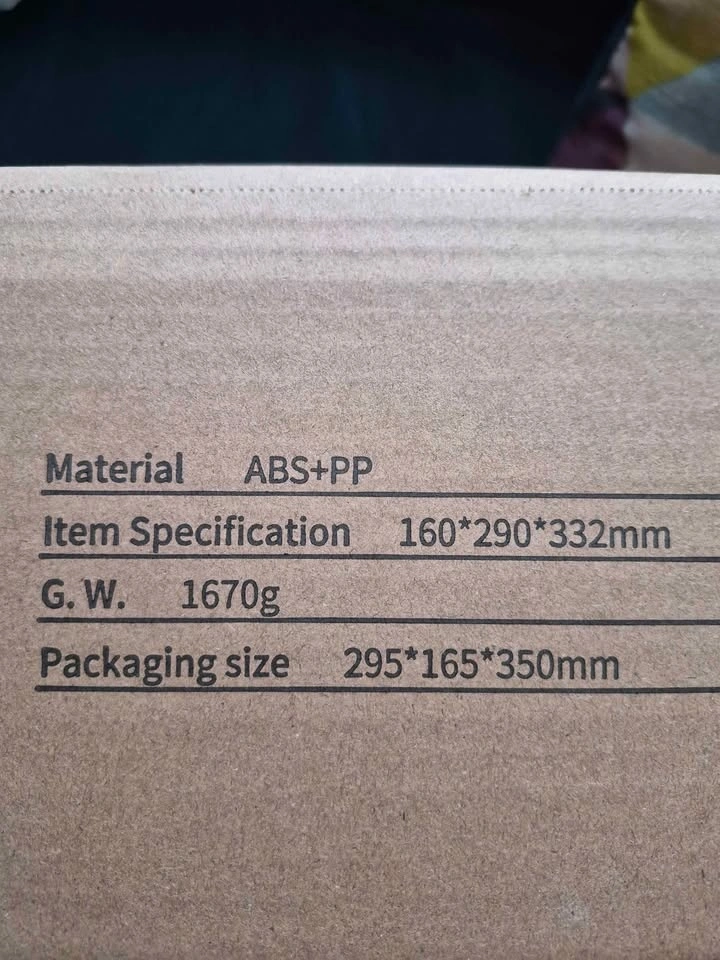 Material ABS+PP
Item Specification 160*290*332mm
G. W. 1670g
Packaging size 295*165*350mm